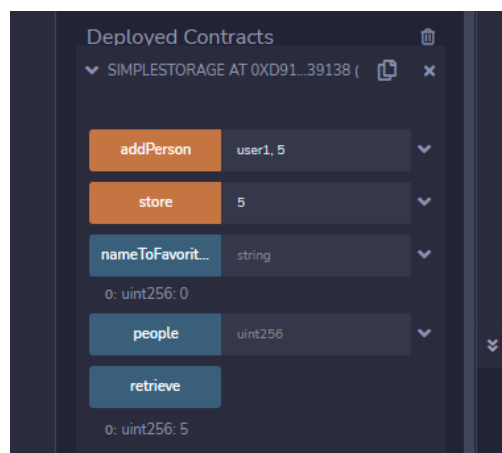 Deployed Contracts
SIMPLESTORAGE AT 0XD91...39138 (
addPerson user1, 5
store 5
nameToFavorit... string
0: uint256: 0
people uint256
retrieve
0: uint256: 5